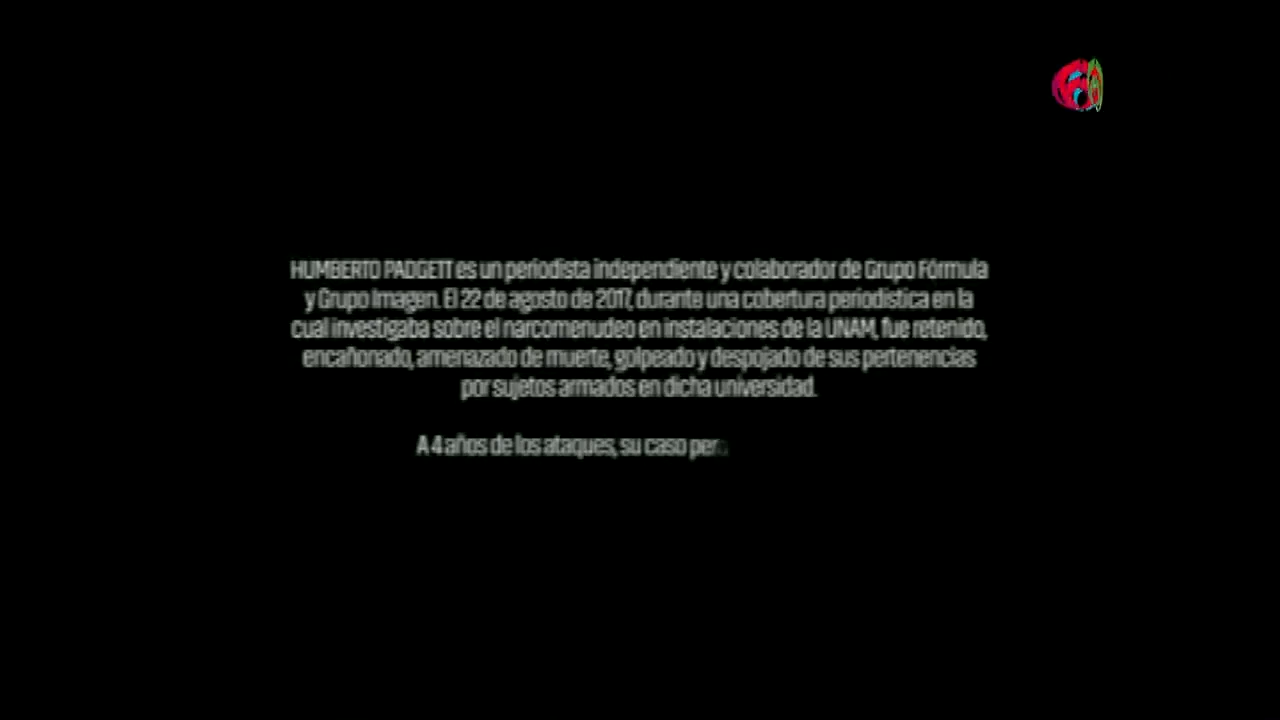 HUMBERTO PADGETT es un periodista independiente y colaborador de Grupo Fórmula
y Grupo Imagen. El 22 de agosto de 2017, durante una cobertura periodística en la
cual investigaba sobre el narcomenudeo en instalaciones de la UNAM, fue retenido,
encañonado, amenazado de muerte, golpeado y despojado de sus pertenencias
por sujetos armados en dicha universidad.
A 4 años de los ataques, su caso per